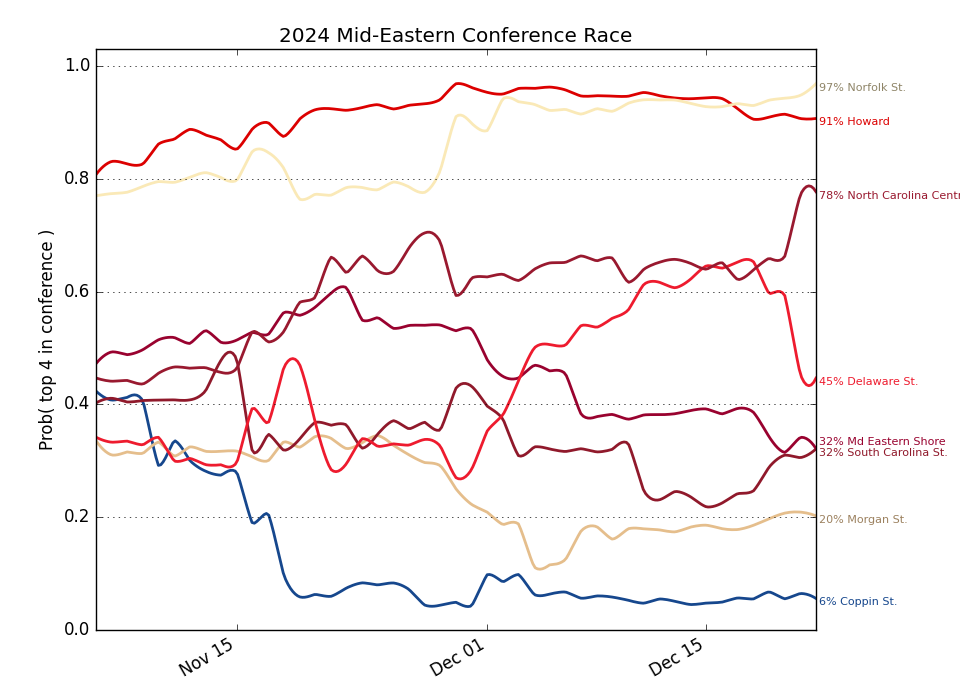 2024 Mid-Eastern Conference Race
Prob( top 4 in conference )
1.0
0.8
0.6
0.4
0.2
0.0
Nov 15
Dec 01
Dec 15
97% Norfolk St.
91% Howard
78% North Carolina Centr
45% Delaware St.
32% Md Eastern Shore
32% South Carolina St.
20% Morgan St.
6% Coppin St.